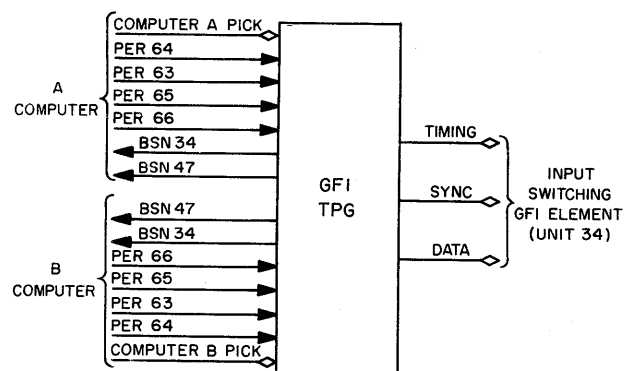 COMPUTER A PICK
PER 64
PER 63
PER 65
PER 66
BSN 34
BSN 47
A
COMPUTER
BSN 47
BSN 34
PER 66
PER 65
PER 63
PER 64
COMPUTER B PICK
B
COMPUTER
GFI
TPG
TIMING
SYNC
DATA
INPUT
SWITCHING
GFI ELEMENT
(UNIT 34)